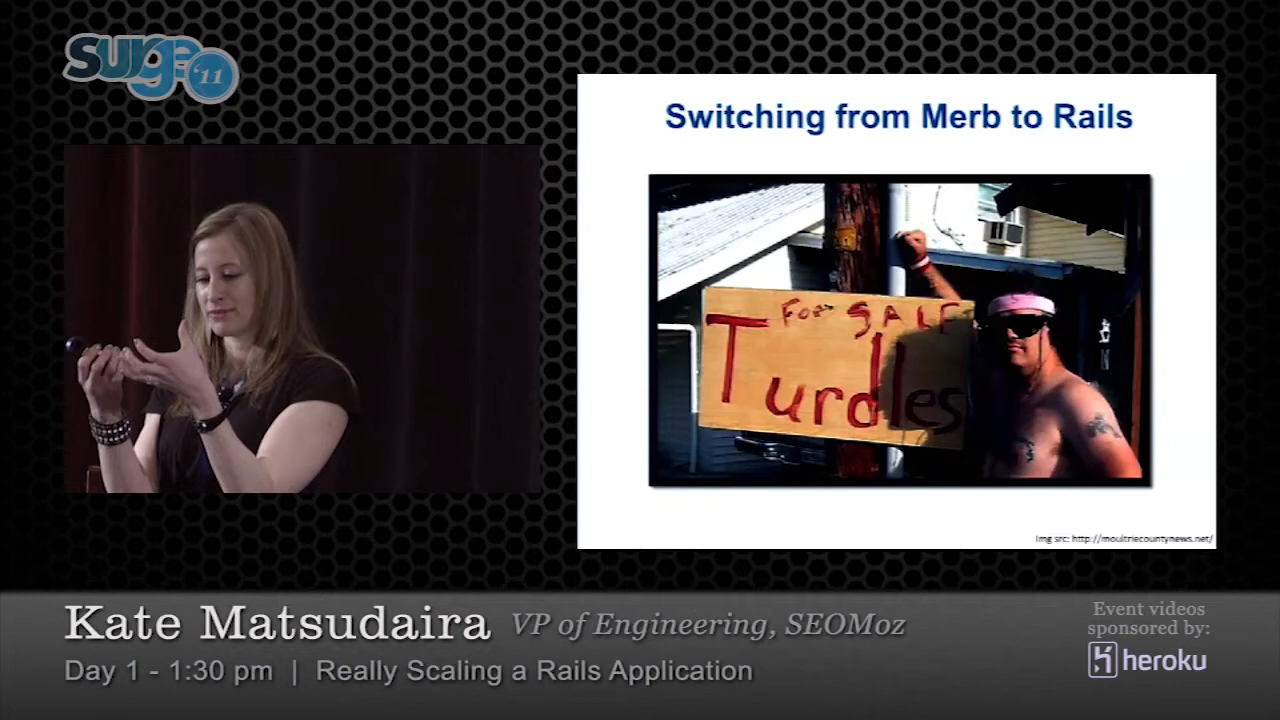 surge '11
Switching from Merb to Rails
For SALE
Turdles
Img src: http://moultriecountynews.net/
Kate Matsudaira VP of Engineering, SEOMoz
Day 1 - 1:30 pm | Really Scaling a Rails Application
Event videos
sponsored by:
heroku